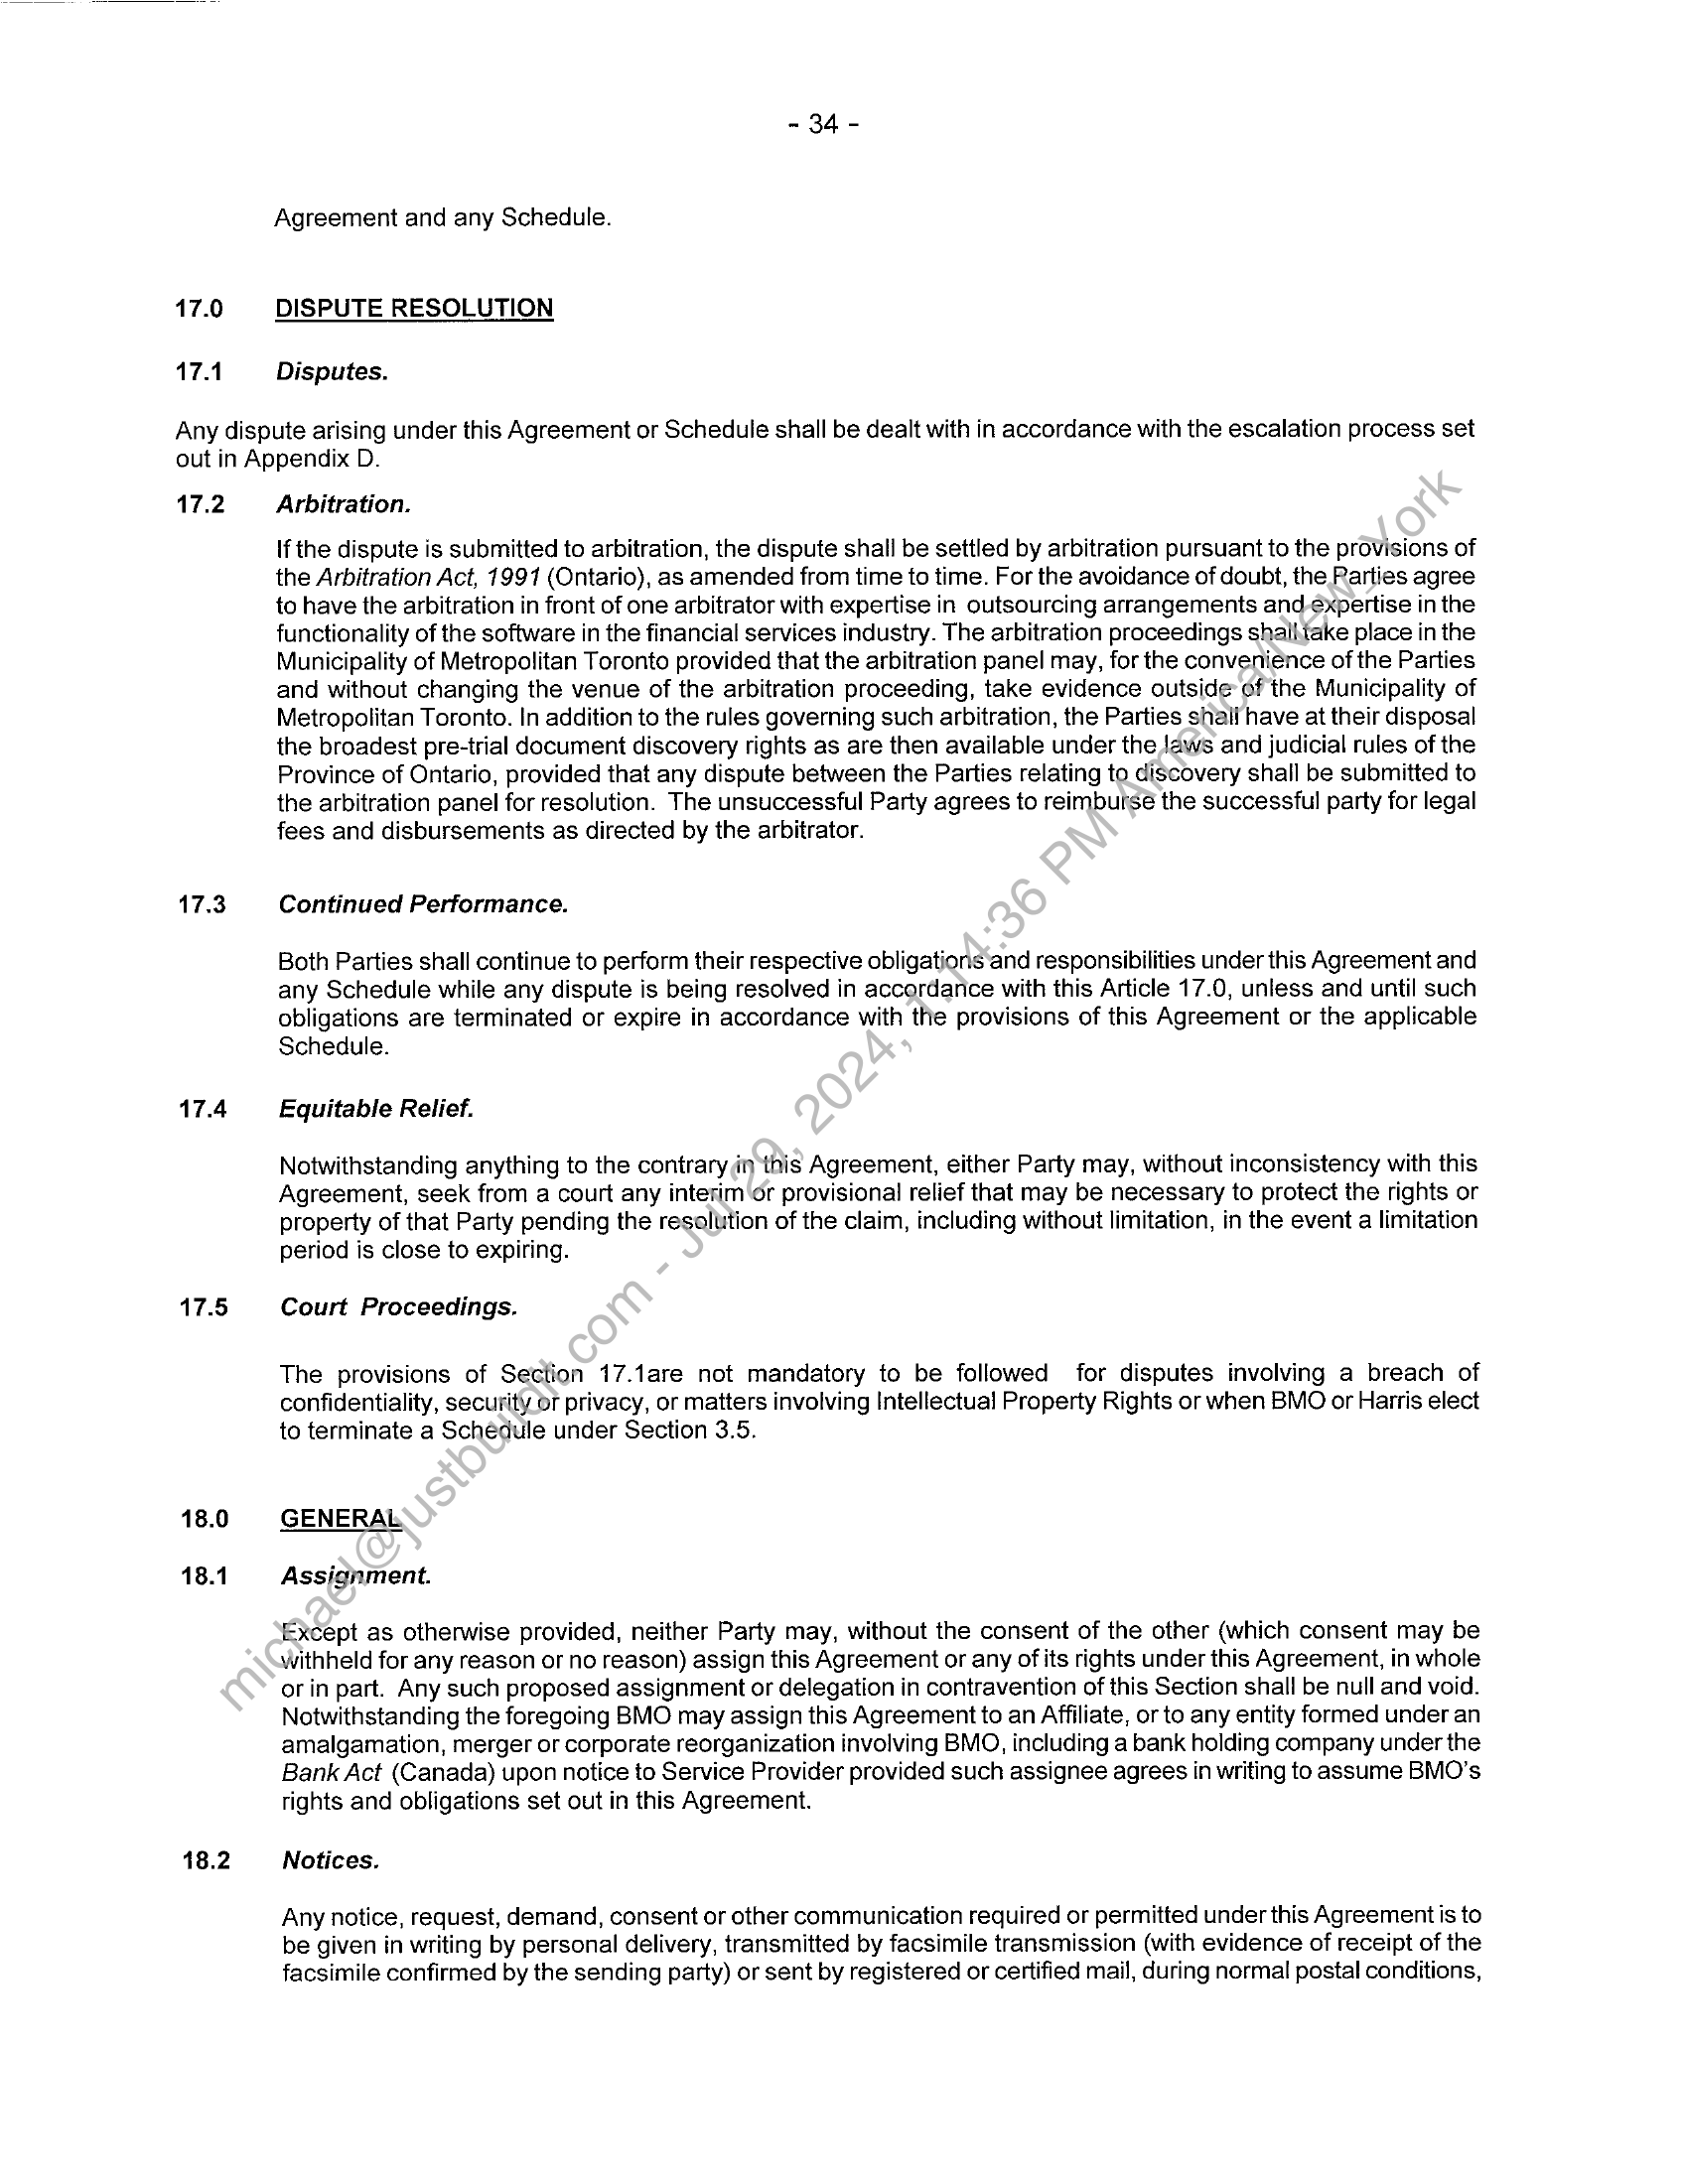 - 34 -
Agreement and any Schedule.
17.0 DISPUTE RESOLUTION
17.1 Disputes.
Any dispute arising under this Agreement or Schedule shall be dealt with in accordance with the escalation process set
out in Appendix D.
17.2 Arbitration.
If the dispute is submitted to arbitration, the dispute shall be settled by arbitration pursuant to the provisions of
the Arbitration Act, 1991 (Ontario), as amended from time to time. For the avoidance of doubt, the Parties agree
to have the arbitration in front of one arbitrator with expertise in outsourcing arrangements and expertise in the
functionality of the software in the financial services industry. The arbitration proceedings shall take place in the
Municipality of Metropolitan Toronto provided that the arbitration panel may, for the convenience of the Parties
and without changing the venue of the arbitration proceeding, take evidence outside of the Municipality of
Metropolitan Toronto. In addition to the rules governing such arbitration, the Parties shall have at their disposal
the broadest pre-trial document discovery rights as are then available under the laws and judicial rules of the
Province of Ontario, provided that any dispute between the Parties relating to discovery shall be submitted to
the arbitration panel for resolution. The unsuccessful Party agrees to reimburse the successful party for legal
fees and disbursements as directed by the arbitrator.
17.3 Continued Performance.
Both Parties shall continue to perform their respective obligations and responsibilities under this Agreement and
any Schedule while any dispute is being resolved in accordance with this Article 17.0, unless and until such
obligations are terminated or expire in accordance with the provisions of this Agreement or the applicable
Schedule.
17.4 Equitable Relief.
Notwithstanding anything to the contrary in this Agreement, either Party may, without inconsistency with this
Agreement, seek from a court any interim or provisional relief that may be necessary to protect the rights or
property of that Party pending the resolution of the claim, including without limitation, in the event a limitation
period is close to expiring.
17.5 Court Proceedings.
The provisions of Section 17.1are not mandatory to be followed for disputes involving a breach of
confidentiality, security or privacy, or matters involving Intellectual Property Rights or when BMO or Harris elect
to terminate a Schedule under Section 3.5.
18.0 GENERAL
18.1 Assignment.
Except as otherwise provided, neither Party may, without the consent of the other (which consent may be
withheld for any reason or no reason) assign this Agreement or any of its rights under this Agreement, in whole
or in part. Any such proposed assignment or delegation in contravention of this Section shall be null and void.
Notwithstanding the foregoing BMO may assign this Agreement to an Affiliate, or to any entity formed under an
amalgamation, merger or corporate reorganization involving BMO, including a bank holding company under the
Bank Act (Canada) upon notice to Service Provider provided such assignee agrees in writing to assume BMO's
rights and obligations set out in this Agreement.
18.2 Notices.
Any notice, request, demand, consent or other communication required or permitted under this Agreement is to
be given in writing by personal delivery, transmitted by facsimile transmission (with evidence of receipt of the
facsimile confirmed by the sending party) or sent by registered or certified mail, during normal postal conditions,
michael@justbuildit.com - Jul 29, 2024, 1:14:36 PM America/New_York